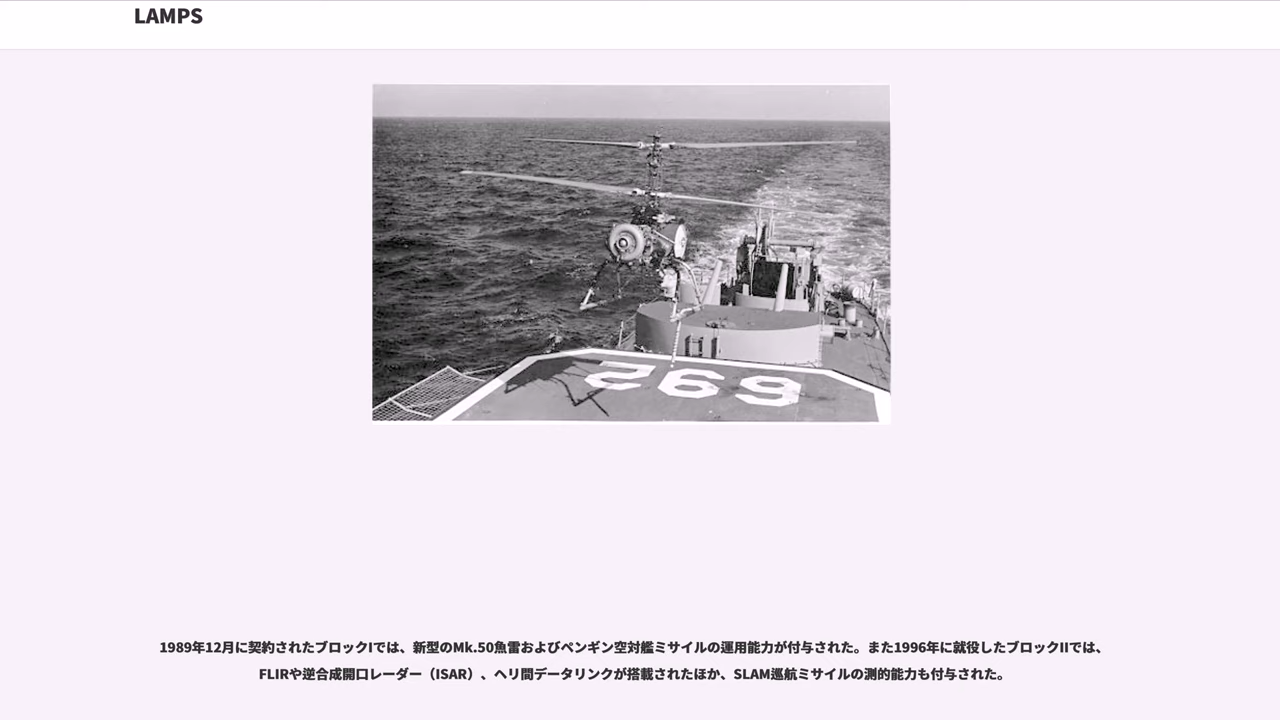 LAMPS
692
1989年12月に契約されたブロックIでは、新型のMk.50魚雷およびペンギン空対艦ミサイルの運用能力が付与された。また1996年に就役したブロックIIでは、
FLIRや逆合成開口レーダー（ISAR）、ヘリ間データリンクが搭載されたほか、SLAM巡航ミサイルの測的能力も付与された。